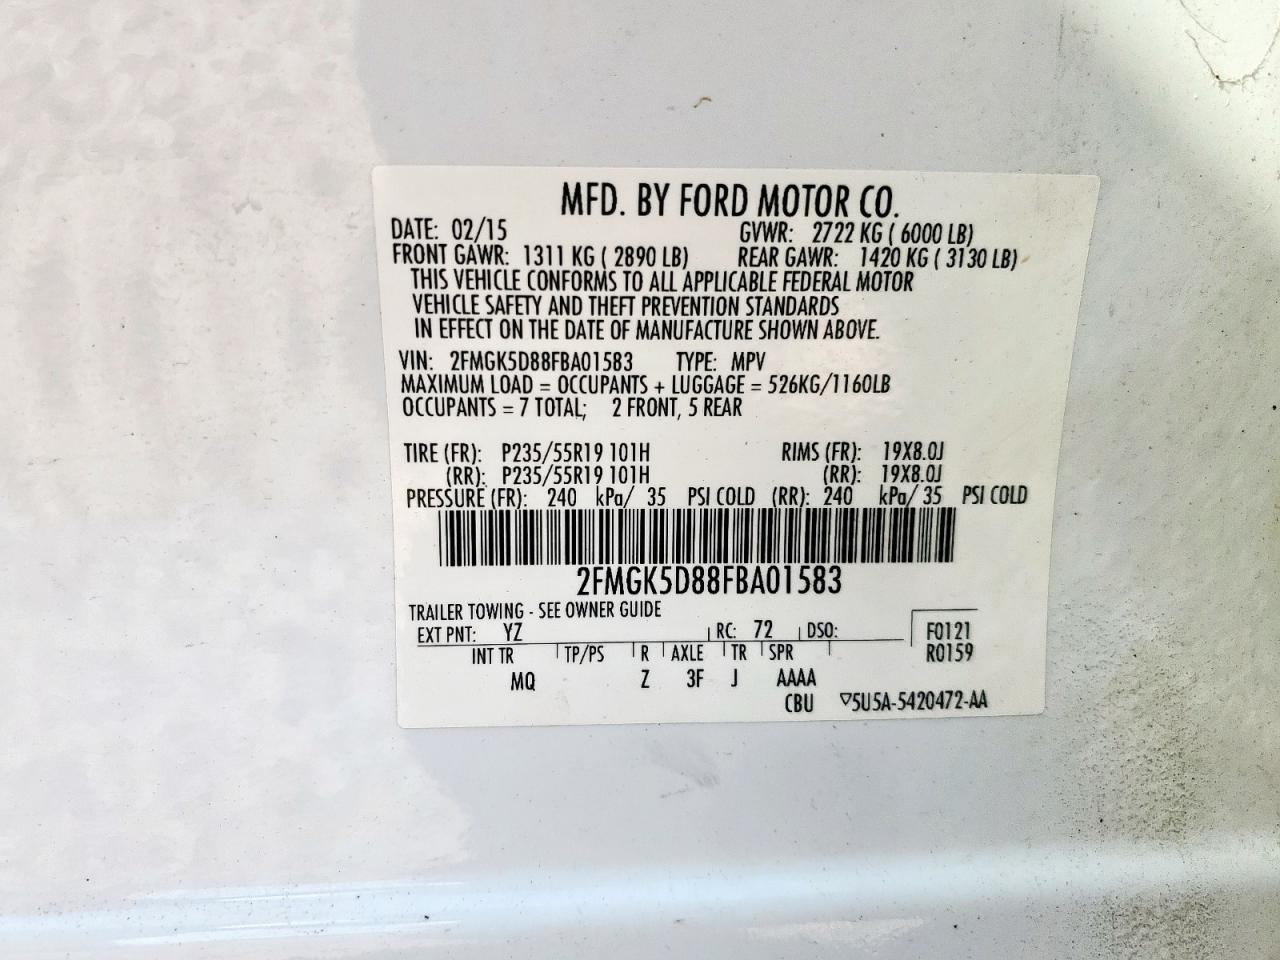 MFD. BY FORD MOTOR CO.
DATE: 02/15 GVWR: 2722 KG ( 6000 LB)
FRONT GAWR: 1311 KG ( 2890 LB) REAR GAWR: 1420 KG ( 3130 LB)
THIS VEHICLE CONFORMS TO ALL APPLICABLE FEDERAL MOTOR
VEHICLE SAFETY AND THEFT PREVENTION STANDARDS
IN EFFECT ON THE DATE OF MANUFACTURE SHOWN ABOVE.
VIN: 2FMGK5D88FBA01583 TYPE: MPV
MAXIMUM LOAD = OCCUPANTS + LUGGAGE = 526KG/1160LB
OCCUPANTS = 7 TOTAL; 2 FRONT, 5 REAR
TIRE (FR): P235/55R19 101H RIMS (FR): 19X8.0J
(RR): P235/55R19 101H (RR): 19X8.0J
PRESSURE (FR): 240 kPa/ 35 PSI COLD (RR): 240 kPa/ 35 PSI COLD
2FMGK5D88FBA01583
TRAILER TOWING - SEE OWNER GUIDE
EXT PNT: YZ RC: 72 DSO: F0121
INT TR TP/PS R AXLE TR SPR R0159
MQ Z 3F J AAAA
CBU ▽5U5A-5420472-AA